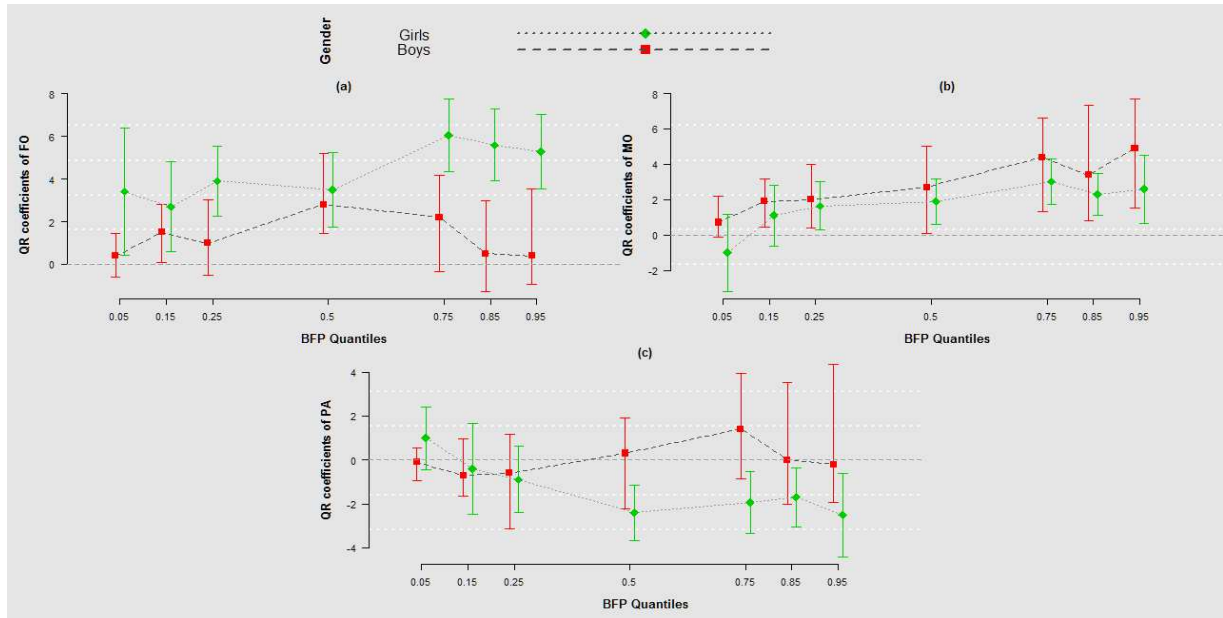 Gender
Girls
Boys
(a)
QR coefficients of FO
8
6
4
2
0
0.05 0.15 0.25 0.5 0.75 0.85 0.95
BFP Quantiles
(b)
QR coefficients of MO
8
6
4
2
0
-2
0.05 0.15 0.25 0.5 0.75 0.85 0.95
BFP Quantiles
(c)
QR coefficients of PA
4
2
0
-2
-4
0.05 0.15 0.25 0.5 0.75 0.85 0.95
BFP Quantiles